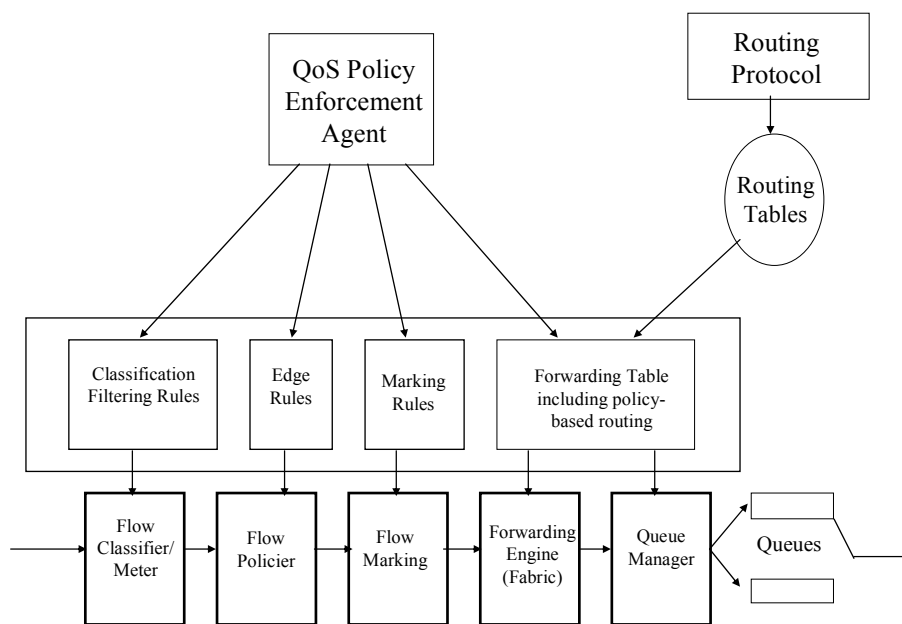 QoS Policy
Enforcement
Agent
Routing
Protocol
Routing
Tables
Classification
Filtering Rules
Edge
Rules
Marking
Rules
Forwarding Table
including policy-
based routing
Flow
Classifier/
Meter
Flow
Policier
Flow
Marking
Forwarding
Engine
(Fabric)
Queue
Manager
Queues